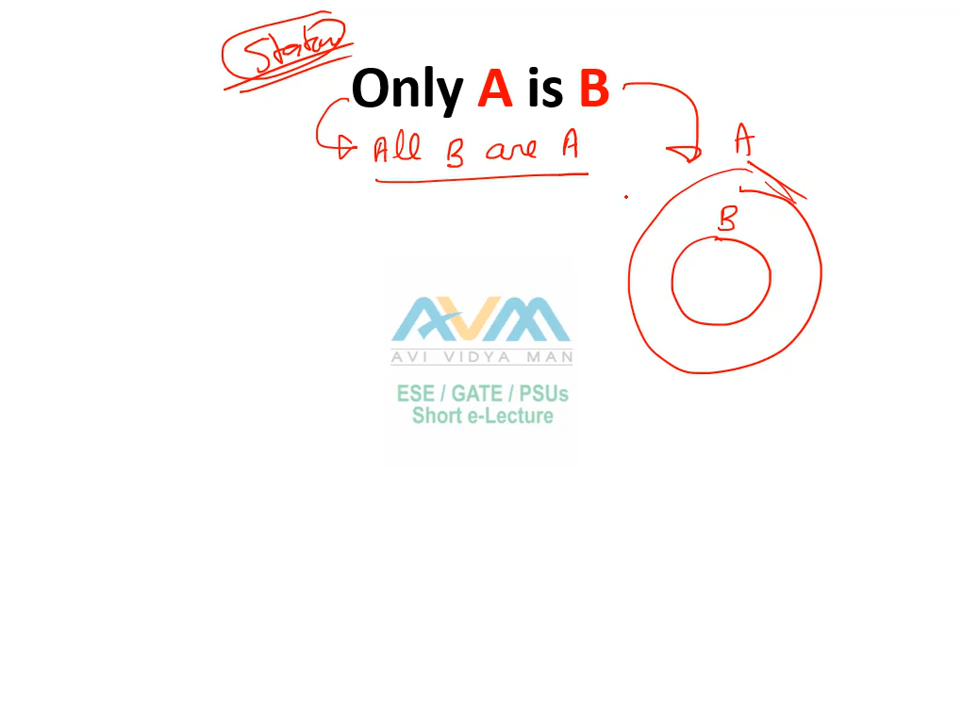 Only A is B
All B are A
A
B
AVM
AVI VIDYA MAN
ESE / GATE / PSUs
Short e-Lecture